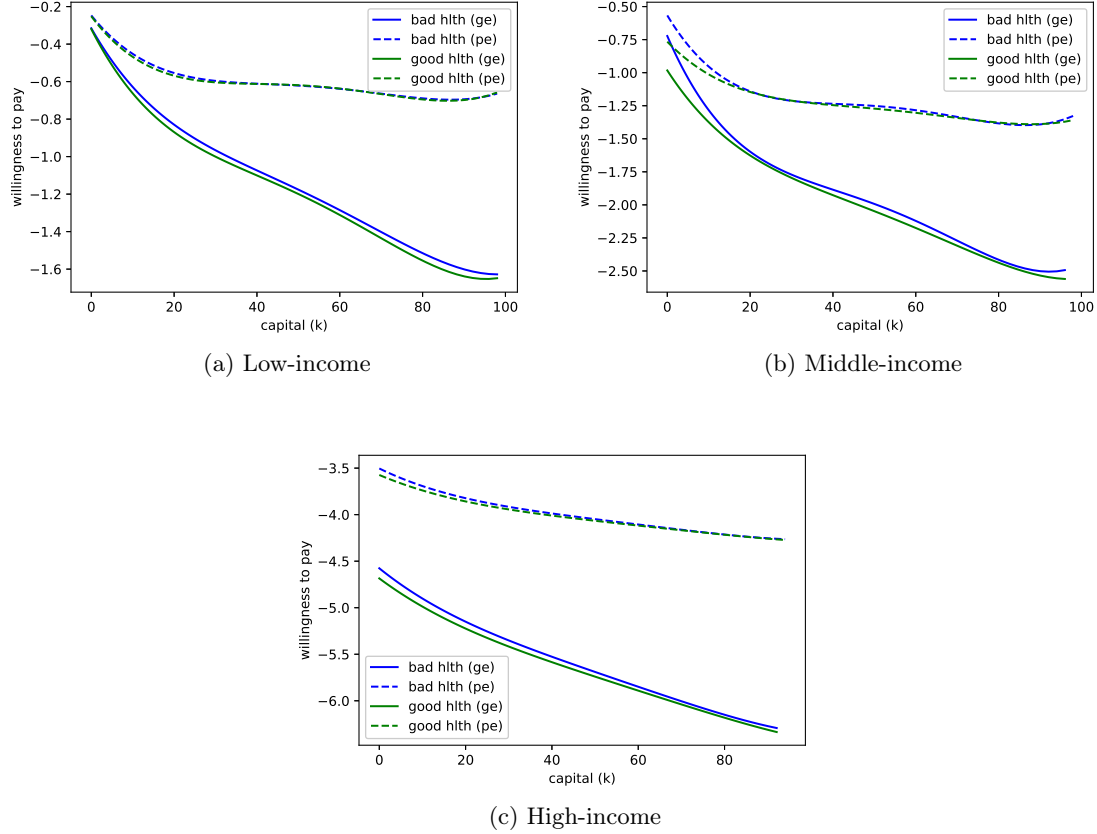 −0.2
−0.4
−0.6
−0.8
−1.0
−1.2
−1.4
−1.6
willingness to pay
bad hlth (ge)
bad hlth (pe)
good hlth (ge)
good hlth (pe)
0 20 40 60 80 100
capital (k)
(a) Low-income
−0.50
−0.75
−1.00
−1.25
−1.50
−1.75
−2.00
−2.25
−2.50
willingness to pay
bad hlth (ge)
bad hlth (pe)
good hlth (ge)
good hlth (pe)
0 20 40 60 80 100
capital (k)
(b) Middle-income
−3.5
−4.0
−4.5
−5.0
−5.5
−6.0
willingness to pay
bad hlth (ge)
bad hlth (pe)
good hlth (ge)
good hlth (pe)
0 20 40 60 80
capital (k)
(c) High-income